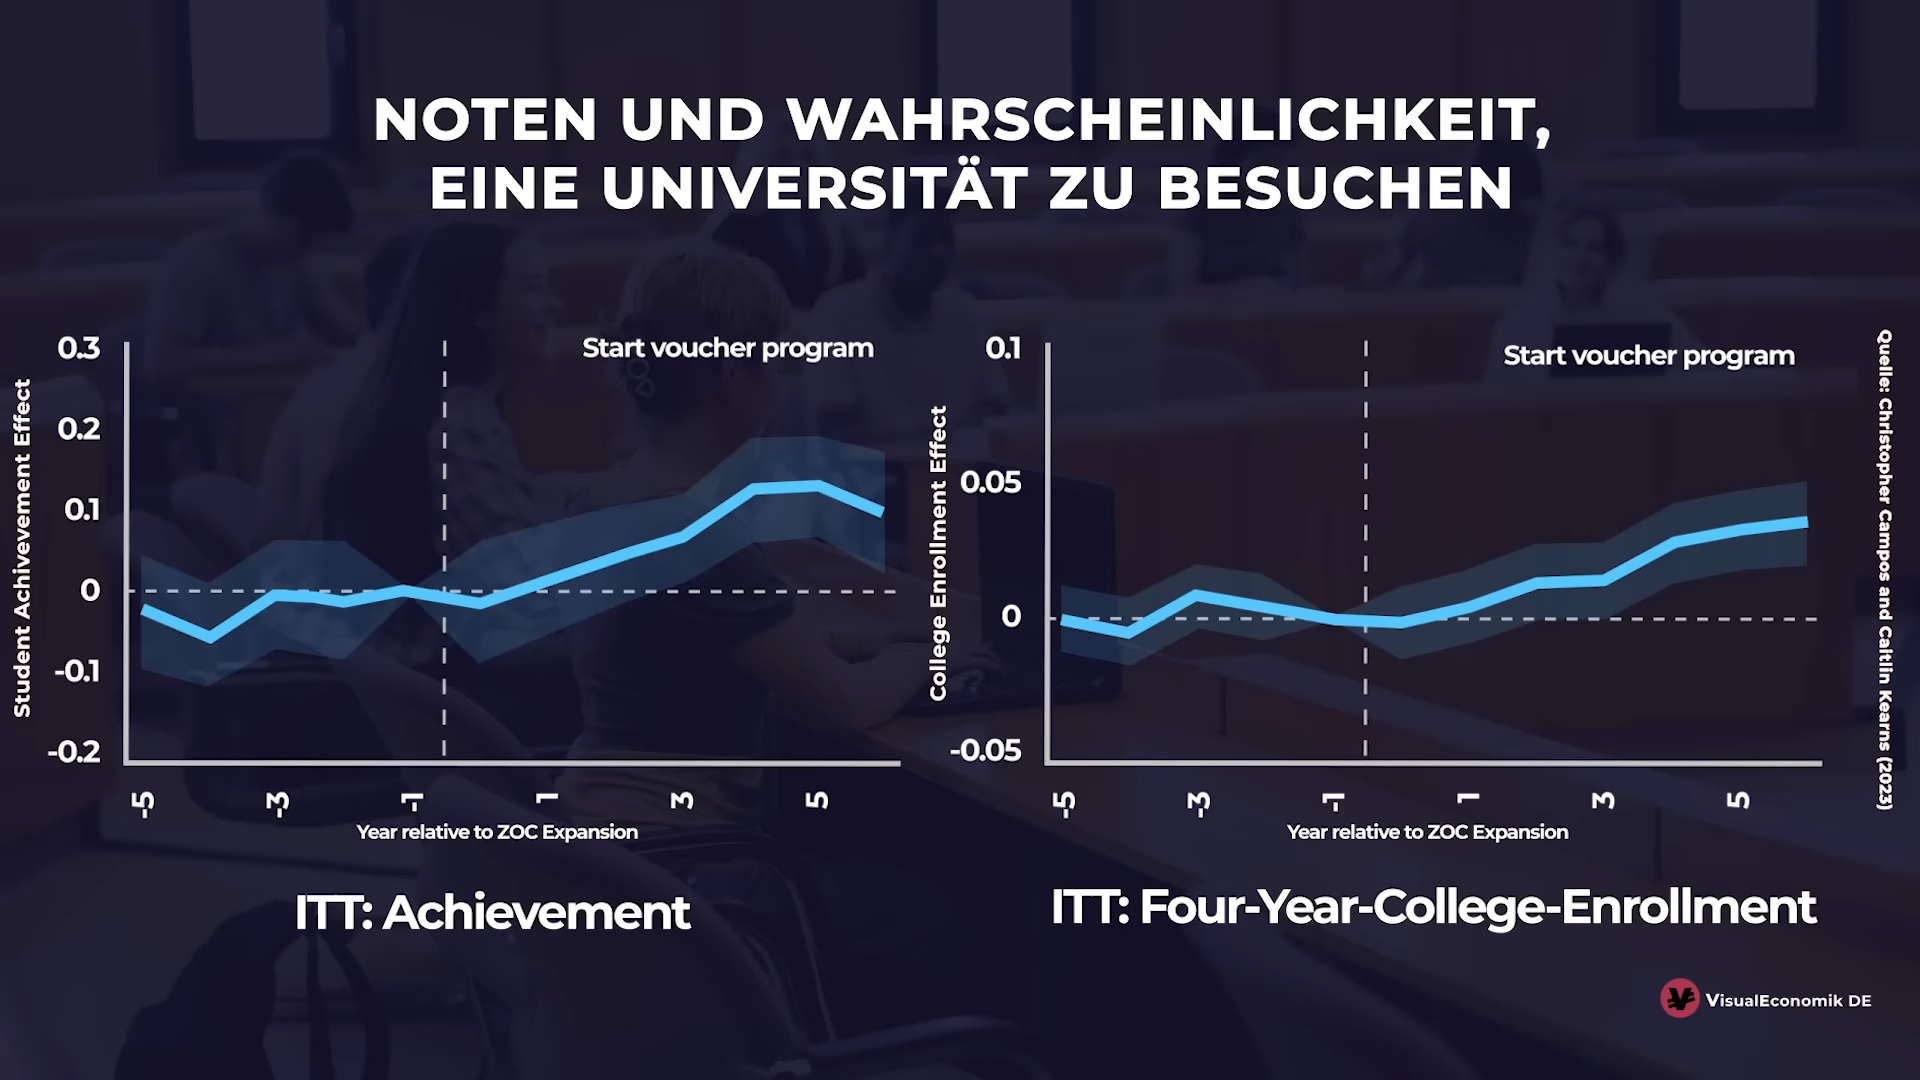 NOTEN UND WAHRSCHEINLICHKEIT,
EINE UNIVERSITÄT ZU BESUCHEN
Student Achivevement Effect
0.3
0.2
0.1
0
-0.1
-0.2
Start voucher program
-5
-3
-1
1
3
5
Year relative to ZOC Expansion
ITT: Achievement
College Enrollment Effect
0.1
0.05
0
-0.05
Start voucher program
-5
-3
-1
1
3
5
Year relative to ZOC Expansion
ITT: Four-Year-College-Enrollment
Quelle: Christopher Campos and Caitlin Kearns (2023)
VisualEconomik DE